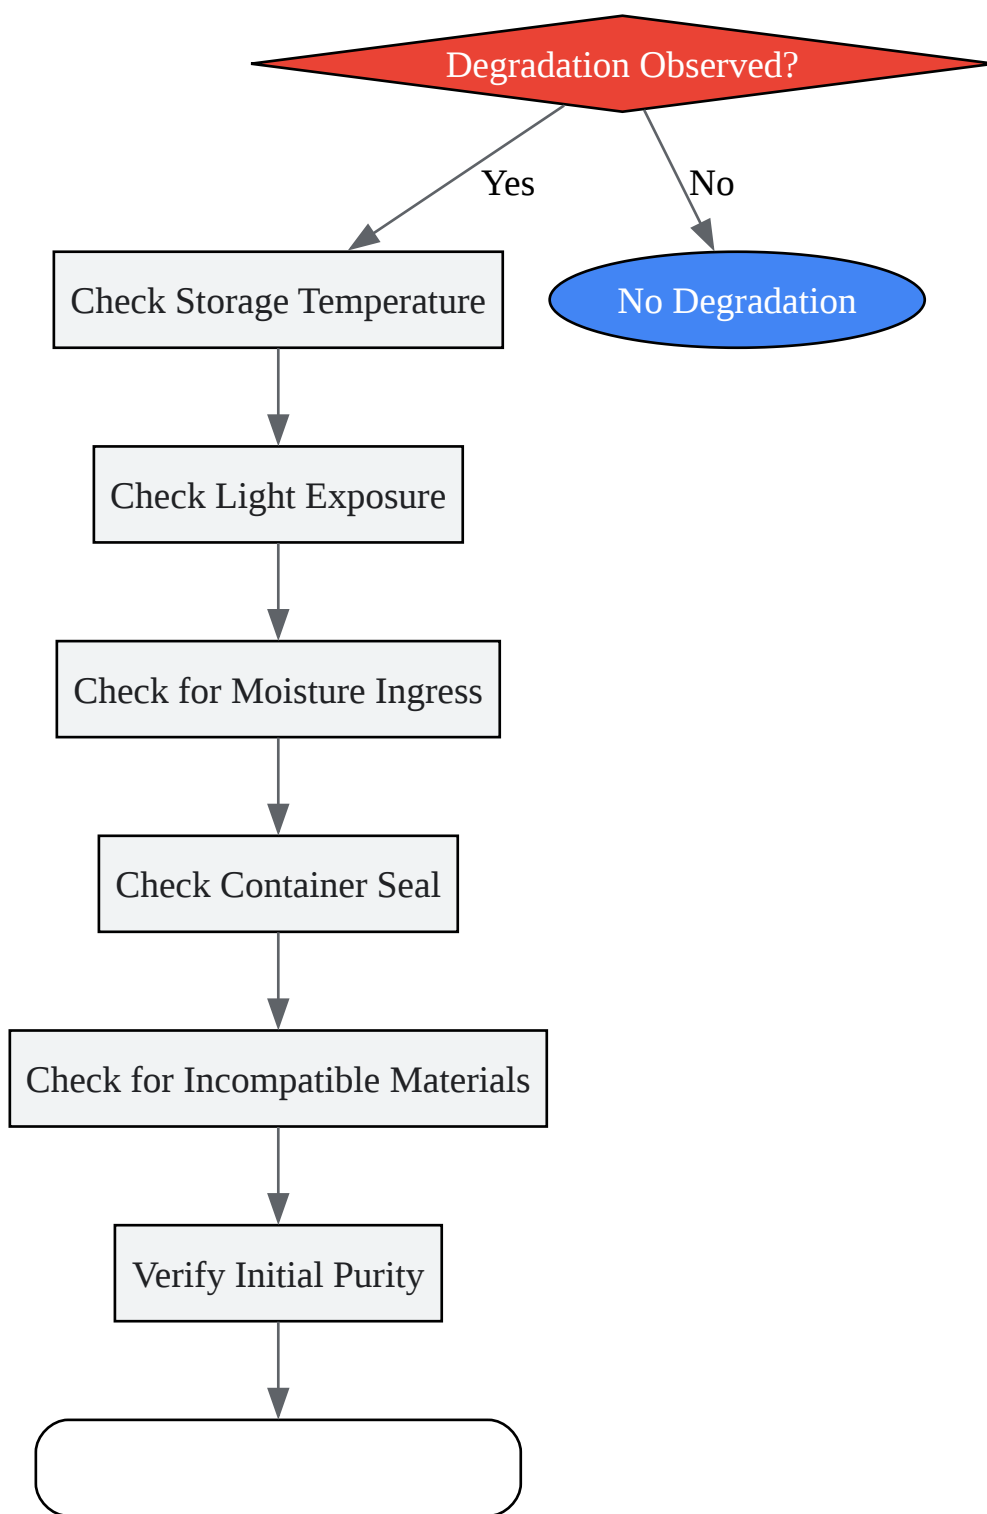 Degradation Observed?
Yes
No
Check Storage Temperature
No Degradation
Check Light Exposure
Check for Moisture Ingress
Check Container Seal
Check for Incompatible Materials
Verify Initial Purity